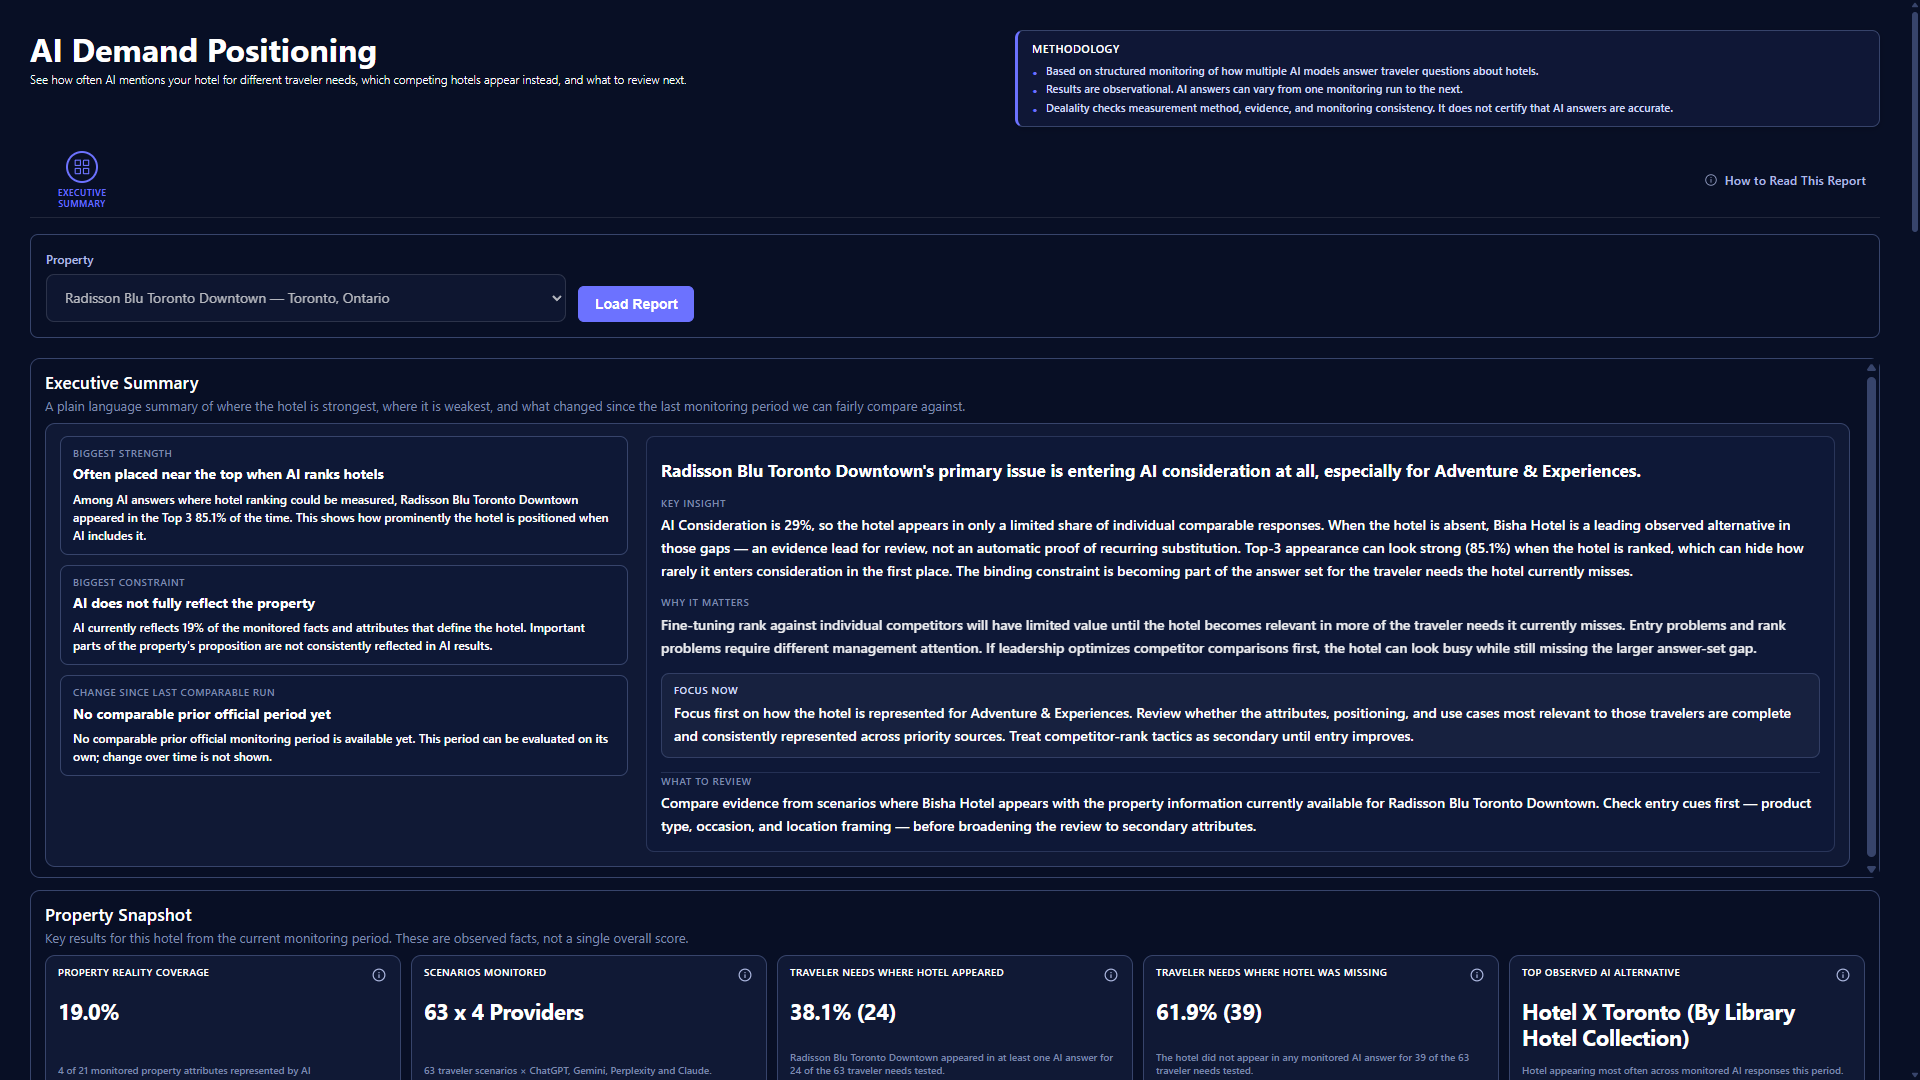 AI Demand Positioning
See how often AI mentions your hotel for different traveler needs, which competing hotels appear instead, and what to review next.
METHODOLOGY
• Based on structured monitoring of how multiple AI models answer traveler questions about hotels.
• Results are observational. AI answers can vary from one monitoring run to the next.
• Dealality checks measurement method, evidence, and monitoring consistency. It does not certify that AI answers are accurate.
EXECUTIVE
SUMMARY
How to Read This Report
Property
Radisson Blu Toronto Downtown — Toronto, Ontario
Load Report
Executive Summary
A plain language summary of where the hotel is strongest, where it is weakest, and what changed since the last monitoring period we can fairly compare against.
BIGGEST STRENGTH
Often placed near the top when AI ranks hotels
Among AI answers where hotel ranking could be measured, Radisson Blu Toronto Downtown
appeared in the Top 3 85.1% of the time. This shows how prominently the hotel is positioned when
AI includes it.
BIGGEST CONSTRAINT
AI does not fully reflect the property
AI currently reflects 19% of the monitored facts and attributes that define the hotel. Important
parts of the property's proposition are not consistently reflected in AI results.
CHANGE SINCE LAST COMPARABLE RUN
No comparable prior official period yet
No comparable prior official monitoring period is available yet. This period can be evaluated on its
own; change over time is not shown.
Radisson Blu Toronto Downtown's primary issue is entering AI consideration at all, especially for Adventure & Experiences.
KEY INSIGHT
AI Consideration is 29%, so the hotel appears in only a limited share of individual comparable responses. When the hotel is absent, Bisha Hotel is a leading observed alternative in
those gaps — an evidence lead for review, not an automatic proof of recurring substitution. Top-3 appearance can look strong (85.1%) when the hotel is ranked, which can hide how
rarely it enters consideration in the first place. The binding constraint is becoming part of the answer set for the traveler needs the hotel currently misses.
WHY IT MATTERS
Fine-tuning rank against individual competitors will have limited value until the hotel becomes relevant in more of the traveler needs it currently misses. Entry problems and rank
problems require different management attention. If leadership optimizes competitor comparisons first, the hotel can look busy while still missing the larger answer-set gap.
FOCUS NOW
Focus first on how the hotel is represented for Adventure & Experiences. Review whether the attributes, positioning, and use cases most relevant to those travelers are complete
and consistently represented across priority sources. Treat competitor-rank tactics as secondary until entry improves.
WHAT TO REVIEW
Compare evidence from scenarios where Bisha Hotel appears with the property information currently available for Radisson Blu Toronto Downtown. Check entry cues first — product
type, occasion, and location framing — before broadening the review to secondary attributes.
Property Snapshot
Key results for this hotel from the current monitoring period. These are observed facts, not a single overall score.
PROPERTY REALITY COVERAGE
19.0%
4 of 21 monitored property attributes represented by AI
SCENARIOS MONITORED
63 x 4 Providers
63 traveler scenarios × ChatGPT, Gemini, Perplexity and Claude.
TRAVELER NEEDS WHERE HOTEL APPEARED
38.1% (24)
Radisson Blu Toronto Downtown appeared in at least one AI answer for
24 of the 63 traveler needs tested.
TRAVELER NEEDS WHERE HOTEL WAS MISSING
61.9% (39)
The hotel did not appear in any monitored AI answer for 39 of the 63
traveler needs tested.
TOP OBSERVED AI ALTERNATIVE
Hotel X Toronto (By Library
Hotel Collection)
Hotel appearing most often across monitored AI responses this period.